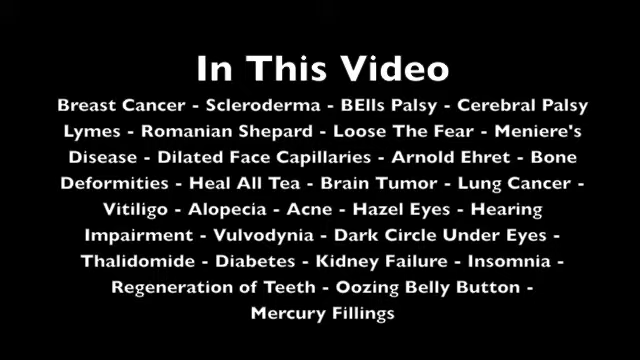 In This Video
Breast Cancer - Scleroderma - BElls Palsy - Cerebral Palsy
Lymes - Romanian Shepard - Loose The Fear - Meniere's
Disease - Dilated Face Capillaries - Arnold Ehret - Bone
Deformities - Heal All Tea - Brain Tumor - Lung Cancer -
Vitiligo - Alopecia - Acne - Hazel Eyes - Hearing
Impairment - Vulvodynia - Dark Circle Under Eyes -
Thalidomide - Diabetes - Kidney Failure - Insomnia -
Regeneration of Teeth - Oozing Belly Button -
Mercury Fillings